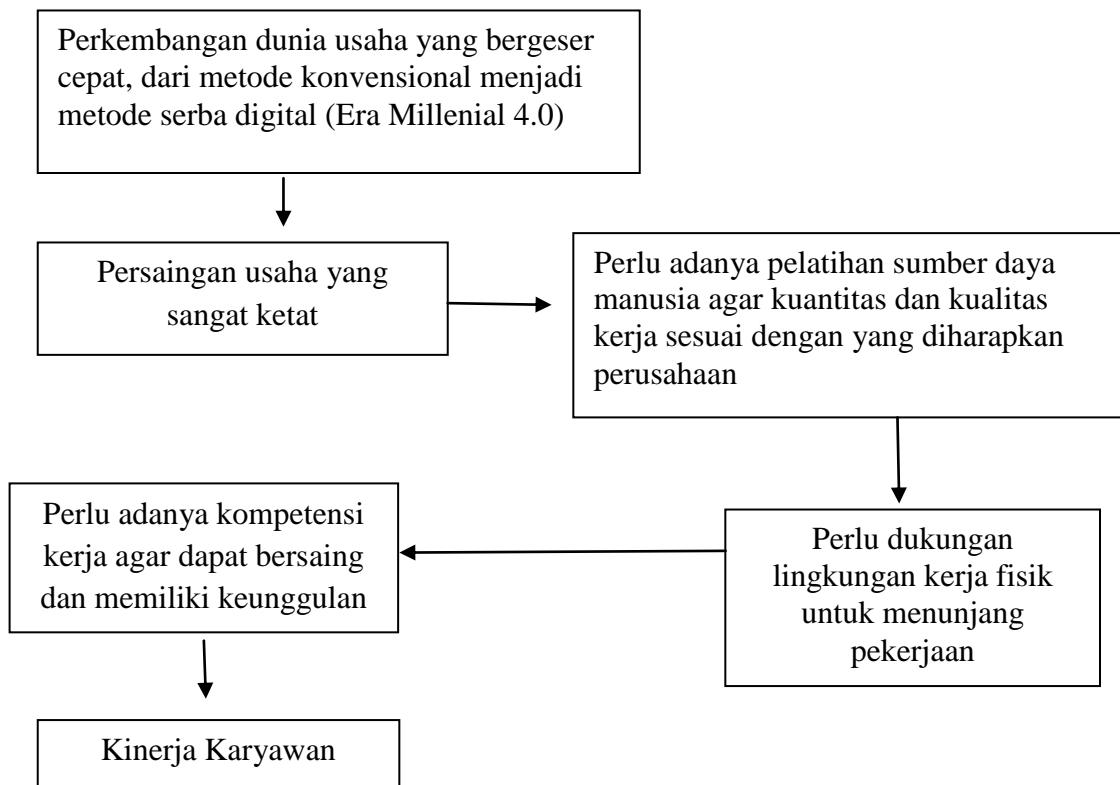 Perkembangan dunia usaha yang bergeser
cepat, dari metode konvensional menjadi
metode serba digital (Era Millenial 4.0)
Persaingan usaha yang
sangat ketat
Perlu adanya pelatihan sumber daya
manusia agar kuantitas dan kualitas
kerja sesuai dengan yang diharapkan
perusahaan
Perlu dukungan
lingkungan kerja fisik
untuk menunjang
pekerjaan
Perlu adanya kompetensi
kerja agar dapat bersaing
dan memiliki keunggulan
Kinerja Karyawan